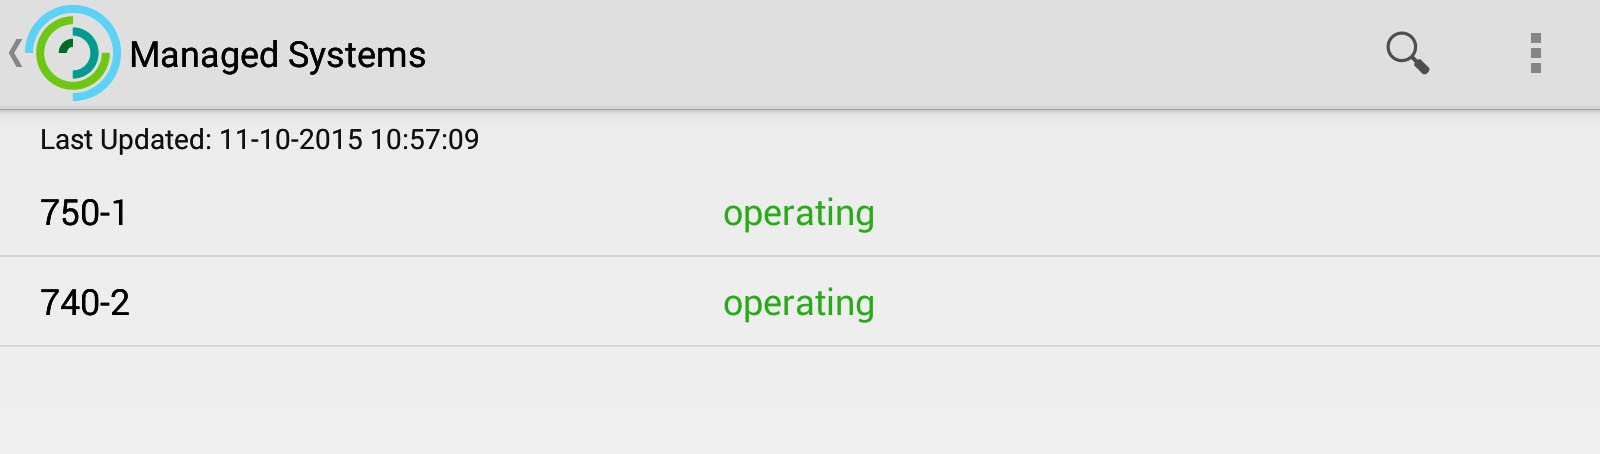 Managed Systems
Last Updated: 11-10-2015 10:57:09
750-1 operating
740-2 operating